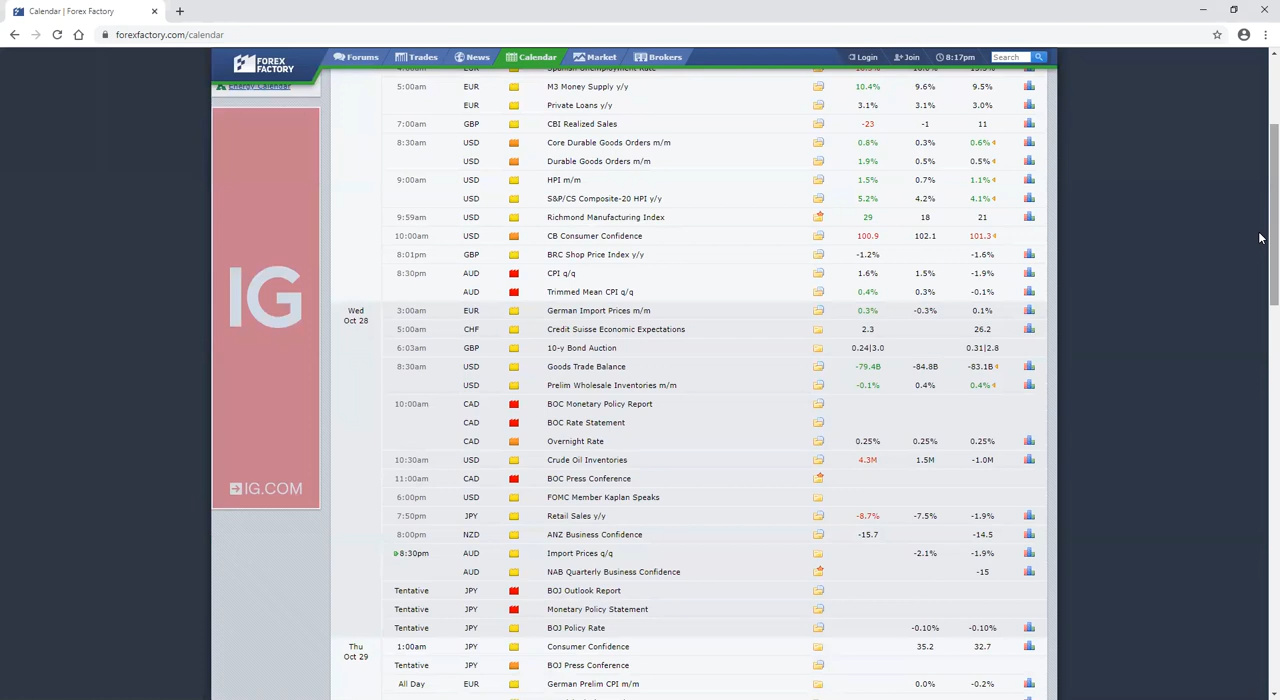 Calendar | Forex Factory
forexfactory.com/calendar
FOREX FACTORY Forums Trades News Calendar Market Brokers Login Join 8:17pm Search
Energy Calendar
IG
IG.COM
4:00am EUR Spanish Unemployment Rate
5:00am EUR M3 Money Supply y/y 10.4% 9.6% 9.5%
EUR Private Loans y/y 3.1% 3.1% 3.0%
7:00am GBP CBI Realized Sales -23 -1 11
8:30am USD Core Durable Goods Orders m/m 0.8% 0.3% 0.6%
USD Durable Goods Orders m/m 1.9% 0.5% 0.5%
9:00am USD HPI m/m 1.5% 0.7% 1.1%
USD S&P/CS Composite-20 HPI y/y 5.2% 4.2% 4.1%
9:59am USD Richmond Manufacturing Index 29 18 21
10:00am USD CB Consumer Confidence 100.9 102.1 101.3
8:01pm GBP BRC Shop Price Index y/y -1.2% -1.6%
8:30pm AUD CPI q/q 1.6% 1.5% -1.9%
AUD Trimmed Mean CPI q/q 0.4% 0.3% -0.1%
Wed Oct 28 3:00am EUR German Import Prices m/m 0.3% -0.3% 0.1%
5:00am CHF Credit Suisse Economic Expectations 2.3 26.2
6:03am GBP 10-y Bond Auction 0.24|3.0 0.31|2.8
8:30am USD Goods Trade Balance -79.4B -84.8B -83.1B
USD Prelim Wholesale Inventories m/m -0.1% 0.4% 0.4%
10:00am CAD BOC Monetary Policy Report
CAD BOC Rate Statement
CAD Overnight Rate 0.25% 0.25% 0.25%
10:30am USD Crude Oil Inventories 4.3M 1.5M -1.0M
11:00am CAD BOC Press Conference
6:00pm USD FOMC Member Kaplan Speaks
7:50pm JPY Retail Sales y/y -8.7% -7.5% -1.9%
8:00pm NZD ANZ Business Confidence -15.7 -14.5
8:30pm AUD Import Prices q/q -2.1% -1.9%
AUD NAB Quarterly Business Confidence -15
Tentative JPY BOJ Outlook Report
Tentative JPY Monetary Policy Statement
Tentative JPY BOJ Policy Rate -0.10% -0.10%
Thu Oct 29 1:00am JPY Consumer Confidence 35.2 32.7
Tentative JPY BOJ Press Conference
All Day EUR German Prelim CPI m/m 0.0% -0.2%